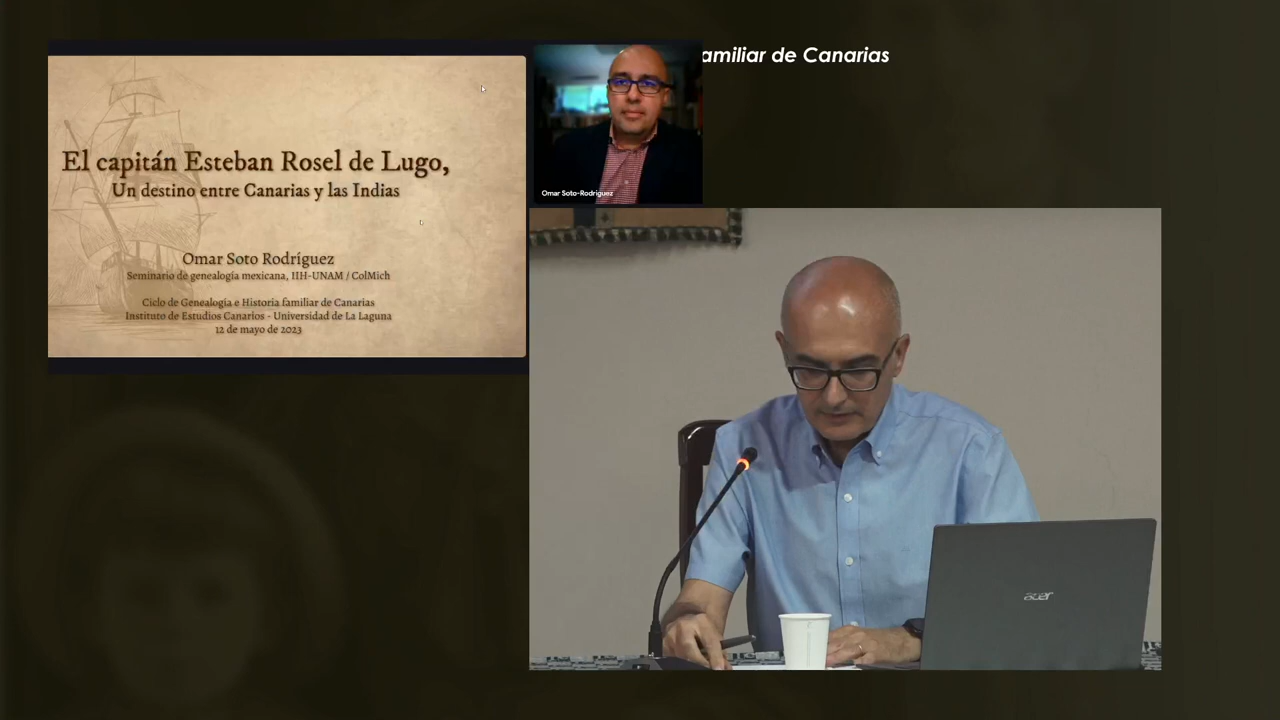 amiliar de Canarias
El capitán Esteban Rosel de Lugo,
Un destino entre Canarias y las Indias
Omar Soto Rodríguez
Seminario de genealogía mexicana, IIH-UNAM / ColMich
Ciclo de Genealogía e Historia familiar de Canarias
Instituto de Estudios Canarios - Universidad de La Laguna
12 de mayo de 2023
Omar Soto-Rodriguez
acer